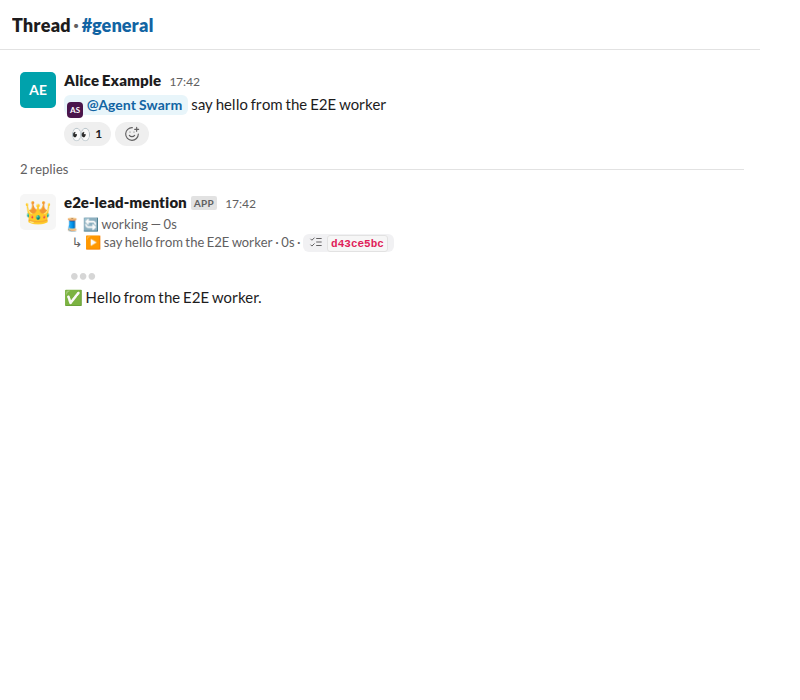 Thread • #general
AE
Alice Example 17:42
AS @Agent Swarm say hello from the E2E worker
👀 1
2 replies
e2e-lead-mention APP 17:42
🧵 🔄 working — 0s
↳ ▶️ say hello from the E2E worker · 0s · d43ce5bc
✅ Hello from the E2E worker.